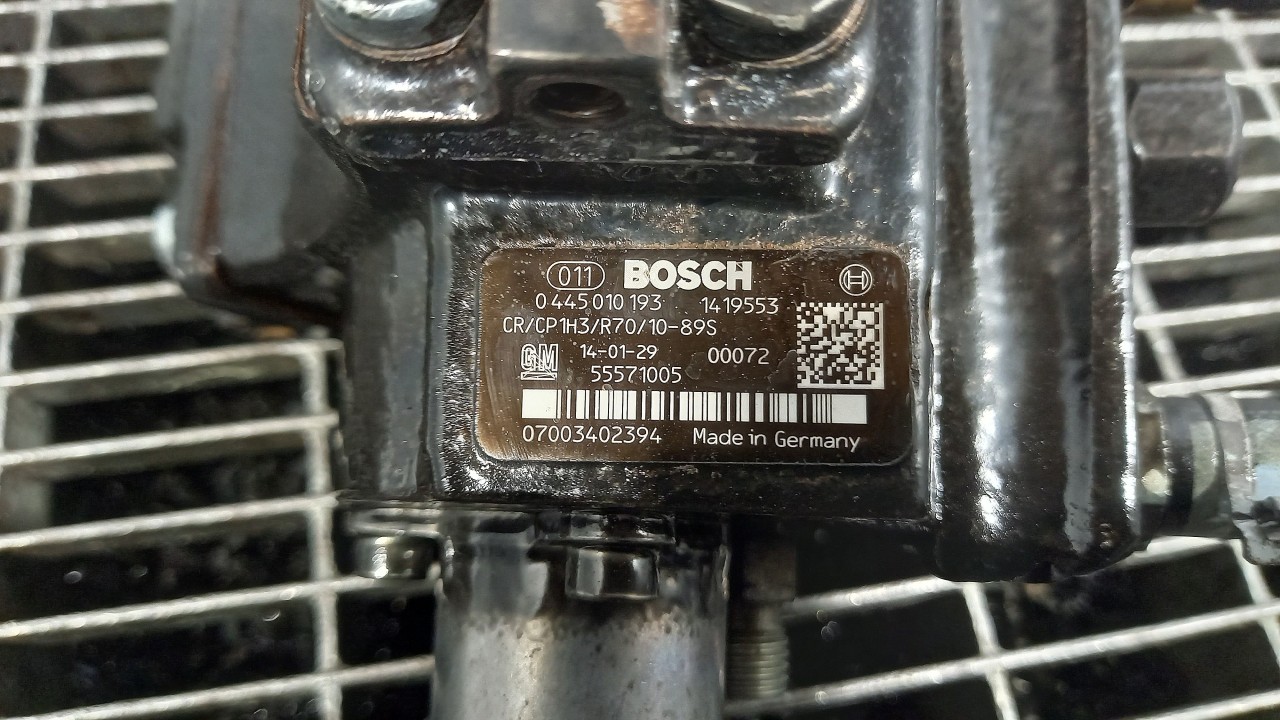 011 BOSCH
0 445 010 193 1419553
CR/CP1H3/R70/10-89S
GM 14-01-29 00072
55571005
07003402394 Made in Germany